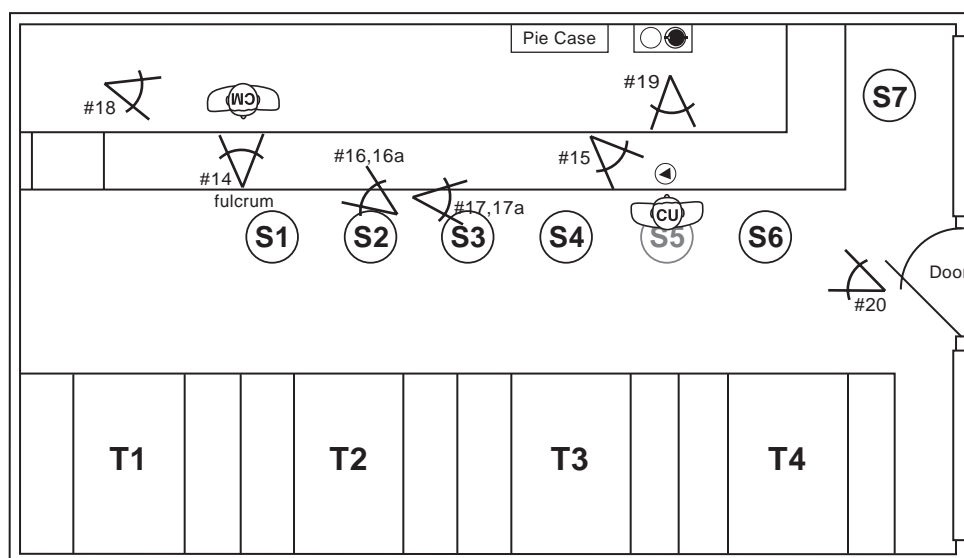 Pie Case
#19
S7
#18
CM
#16,16a
#15
#14
fulcrum
#17,17a
CU
S1
S2
S3
S4
S5
S6
Door
#20
T1
T2
T3
T4